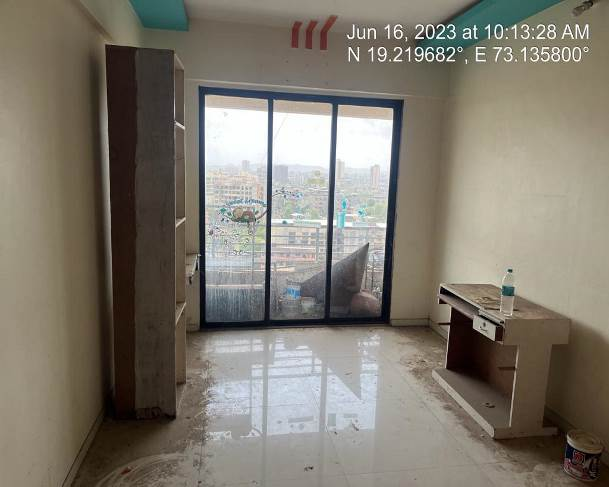 Jun 16, 2023 at 10:13:28 AM
N 19.219682°, E 73.135800°